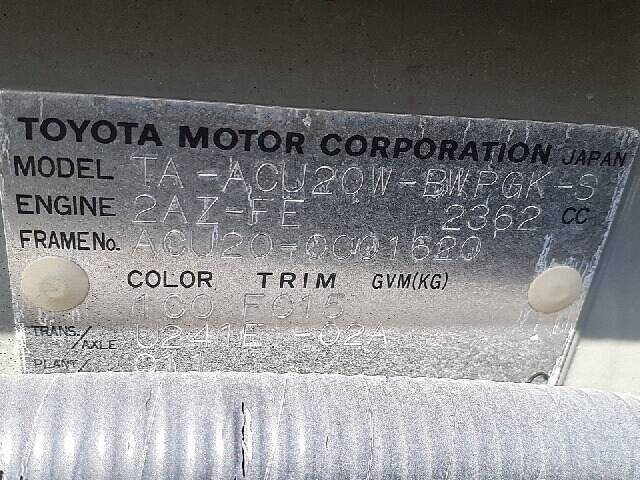 TOYOTA MOTOR CORPORATION JAPAN
MODEL TA-ACU20W-BWPGK-S
ENGINE 2AZ-FE 2362 CC
FRAME No. ACU20-0001620
COLOR TRIM GVM(KG)
1C0 FC15
TRANS./AXLE U241E -02A
PLANT/